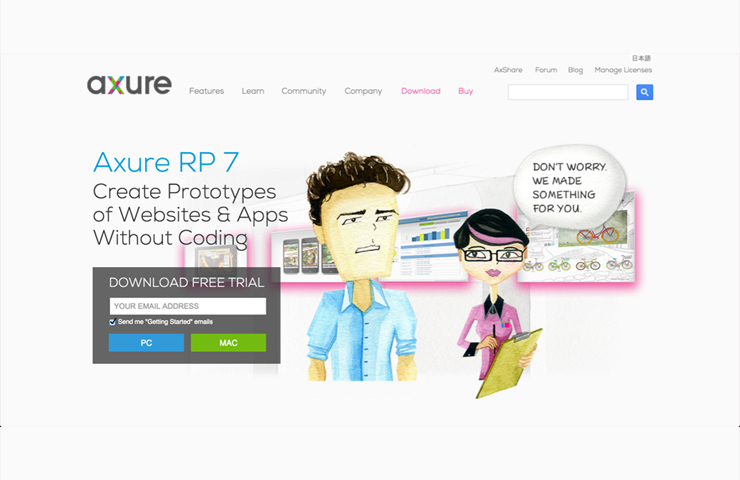 日本語
AxShare Forum Blog Manage Licenses
axure
Features Learn Community Company Download Buy
Axure RP 7
Create Prototypes
of Websites & Apps
Without Coding
DON'T WORRY.
WE MADE
SOMETHING
FOR YOU.
DOWNLOAD FREE TRIAL
YOUR EMAIL ADDRESS
Send me "Getting Started" emails
PC MAC